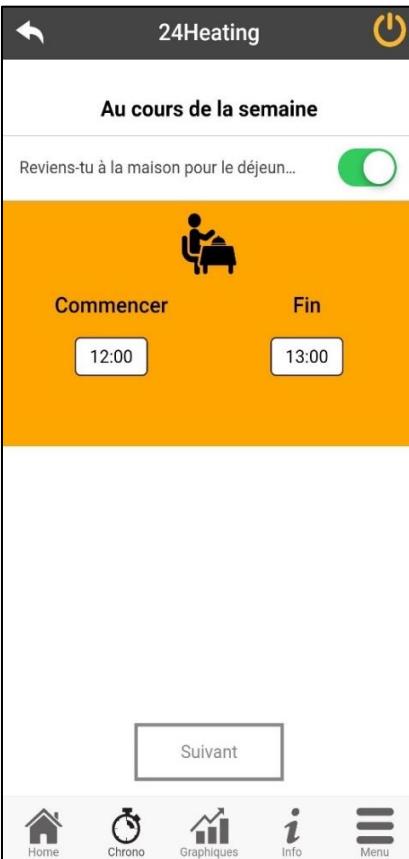 24Heating
Au cours de la semaine
Reviens-tu à la maison pour le déjeun...
Commencer Fin
12:00 13:00
Suivant
Home Chrono Graphiques Info Menu